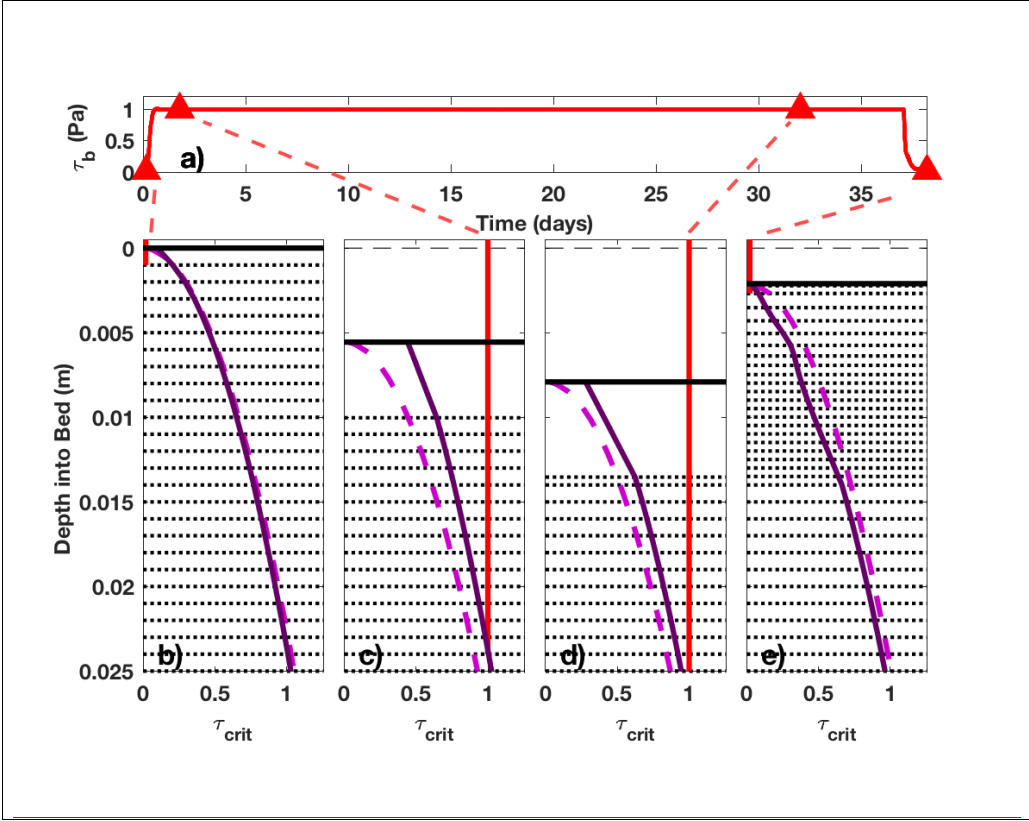 τb (Pa)
1
0.5
0
a)
0 5 10 15 20 25 30 35
Time (days)
Depth into Bed (m)
0
0.005
0.01
0.015
0.02
0.025
b) c) d) e)
0 0.5 1 0 0.5 1 0 0.5 1 0 0.5 1
τcrit τcrit τcrit τcrit